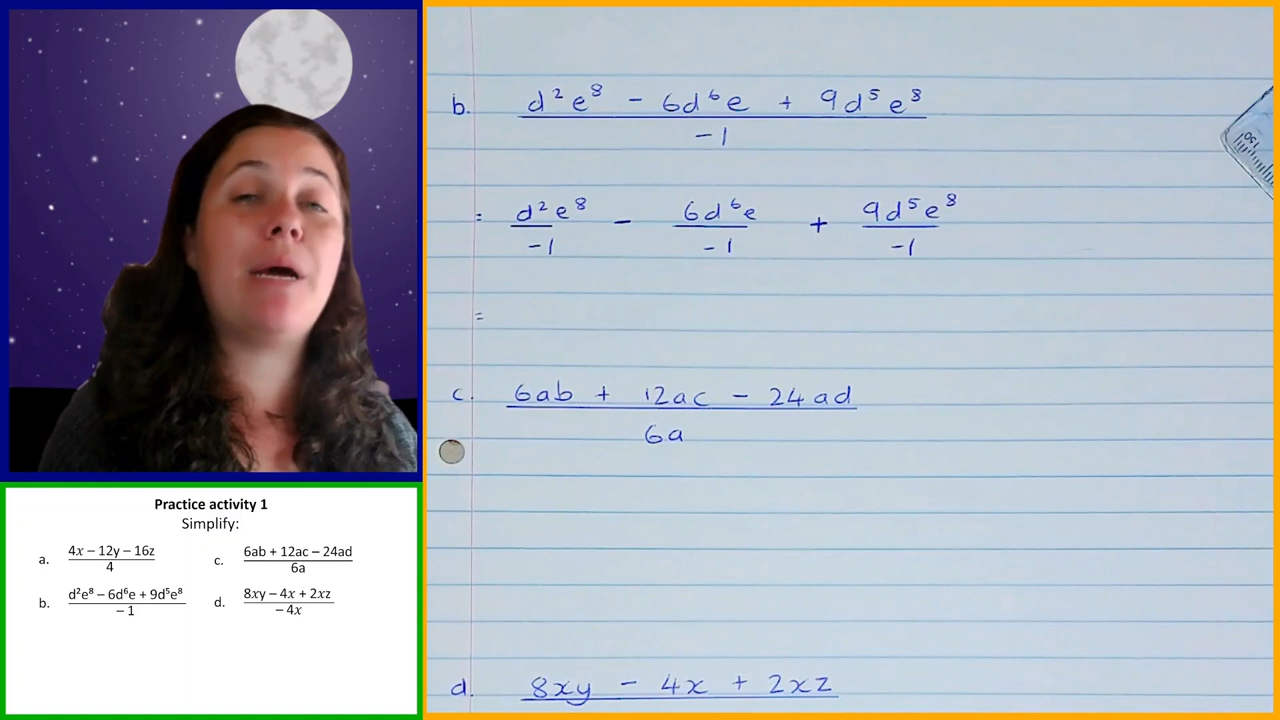 b. d²e⁸ − 6d⁶e + 9d⁵e⁸
−1
= d²e⁸ − 6d⁶e + 9d⁵e⁸
−1 −1 −1
=
c. 6ab + 12ac − 24ad
6a
d. 8xy − 4x + 2xz
150
Practice activity 1
Simplify:
a. 4x − 12y − 16z
4
c. 6ab + 12ac − 24ad
6a
b. d²e⁸ − 6d⁶e + 9d⁵e⁸
− 1
d. 8xy − 4x + 2xz
− 4x